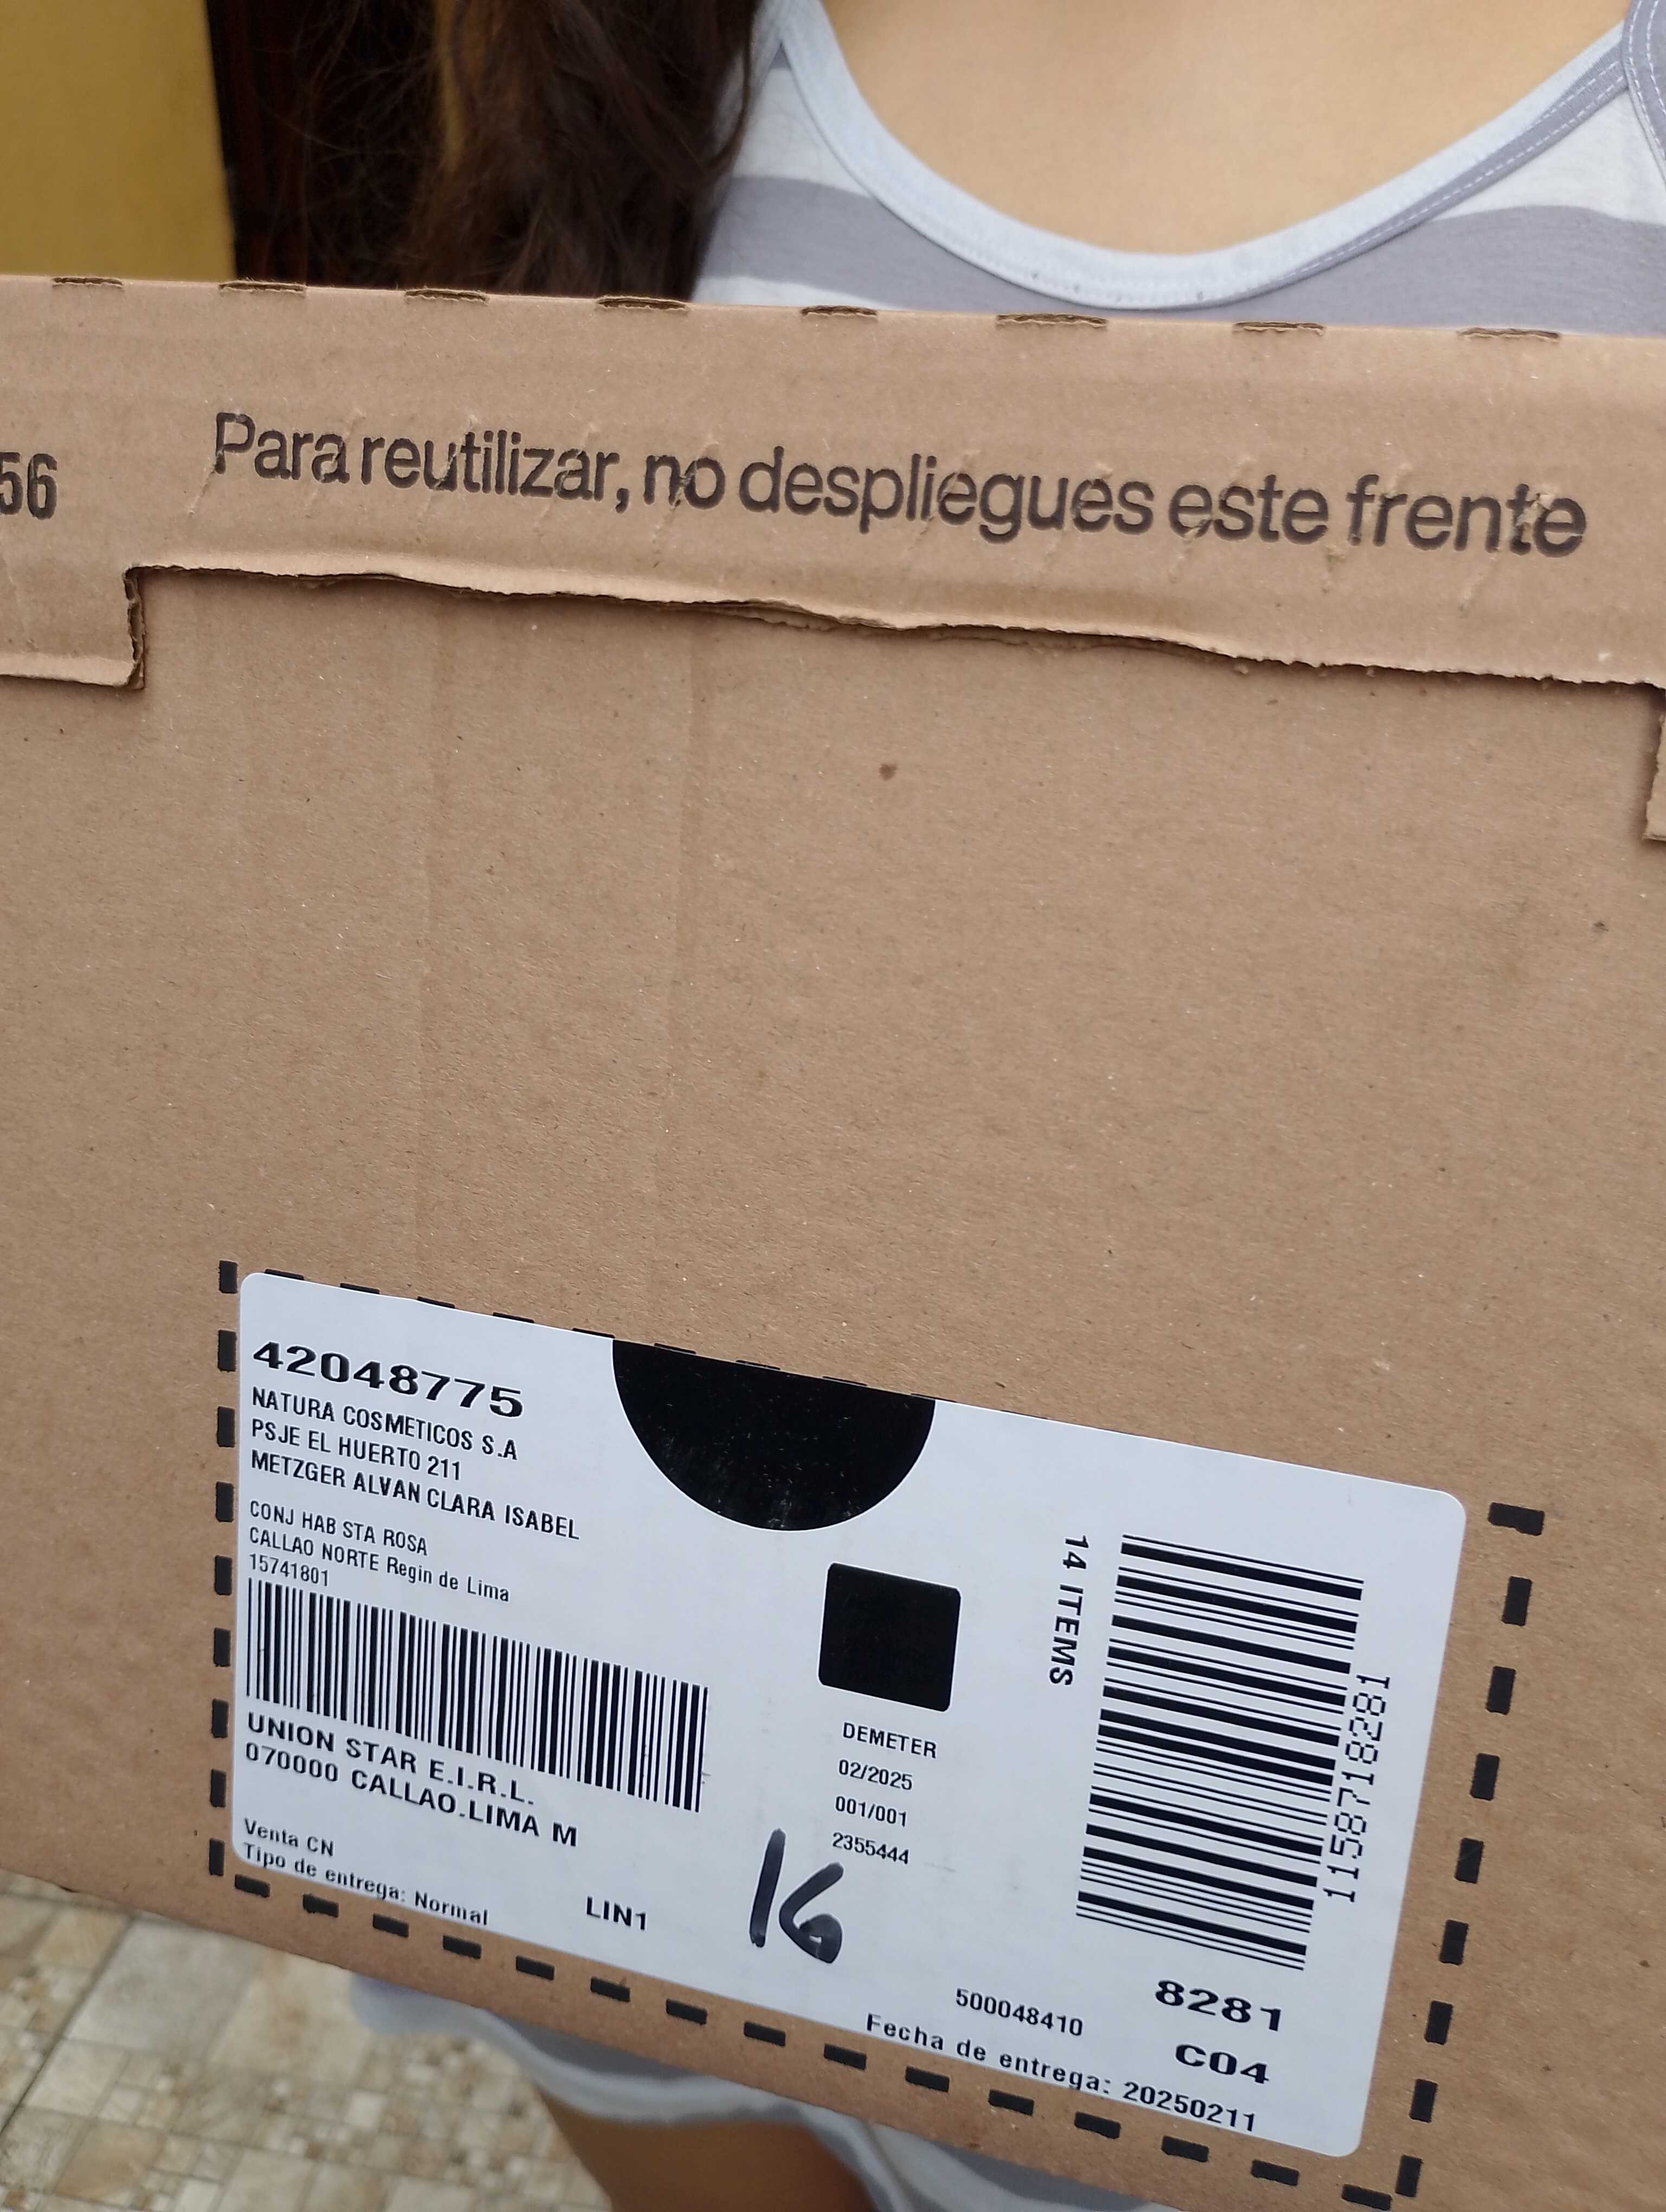 56
Para reutilizar, no despliegues este frente
42048775
NATURA COSMETICOS S.A
PSJE EL HUERTO 211
METZGER ALVAN CLARA ISABEL
CONJ HAB STA ROSA
CALLAO NORTE Regin de Lima
15741801
UNION STAR E.I.R.L.
070000 CALLAO.LIMA M
Venta CN
Tipo de entrega: Normal
LIN1
DEMETER
02/2025
001/001
2355444
16
14 ITEMS
1158718281
8281
C04
500048410
Fecha de entrega: 20250211